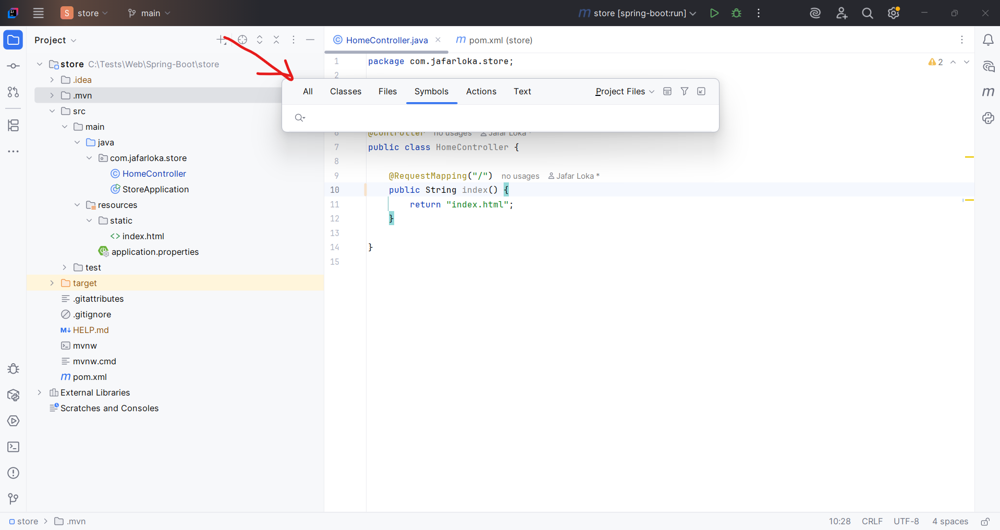 S store main store [spring-boot:run]
Project
HomeController.java pom.xml (store)
store C:\Tests\Web\Spring-Boot\store
.idea
.mvn
src
main
java
com.jafarloka.store
HomeController
StoreApplication
resources
static
index.html
application.properties
test
target
.gitattributes
.gitignore
M↓ HELP.md
mvnw
mvnw.cmd
m pom.xml
External Libraries
Scratches and Consoles
1 package com.jafarloka.store;
2
2
All Classes Files Symbols Actions Text Project Files
6 @Controller no usages Jafar Loka *
7 public class HomeController {
8
9 @RequestMapping("/") no usages Jafar Loka *
10 public String index() {
11 return "index.html";
12 }
13
14 }
15
store > .mvn
10:28 CRLF UTF-8 4 spaces